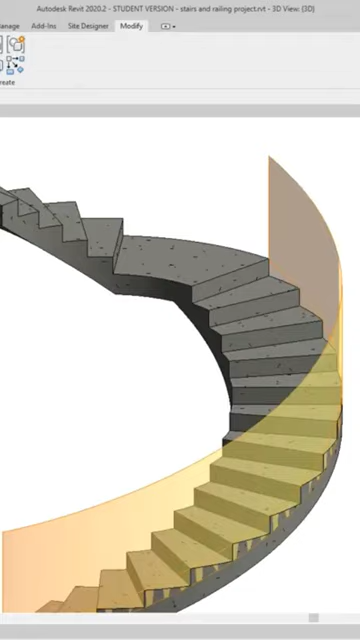 Autodesk Revit 2020.2 - STUDENT VERSION - stairs and railing project.rvt - 3D View: {3D}
anage Add-Ins Site Designer Modify
reate